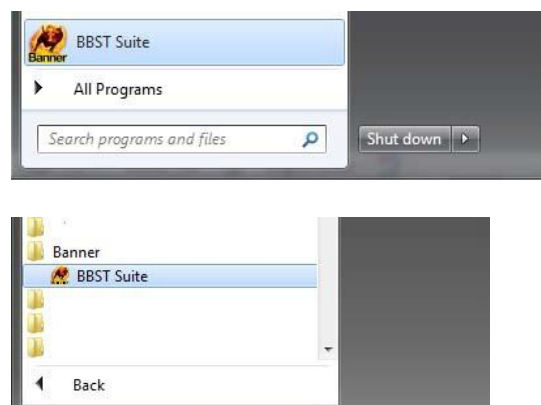 Banner
BBST Suite
All Programs
Search programs and files
Shut down
Banner
BBST Suite
Back